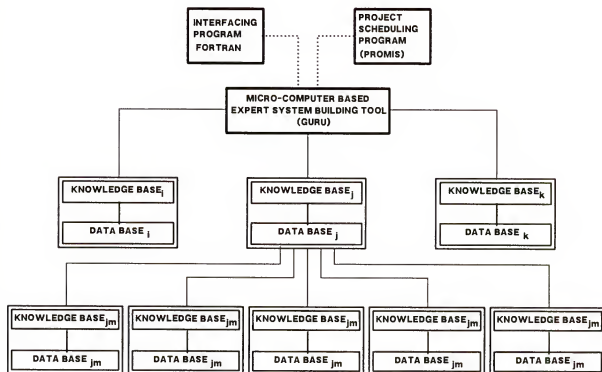 INTERFACING
PROGRAM
FORTRAN
PROJECT
SCHEDULING
PROGRAM
(PROMIS)
MICRO-COMPUTER BASED
EXPERT SYSTEM BUILDING TOOL
(GURU)
KNOWLEDGE BASEi
KNOWLEDGE BASEj
KNOWLEDGE BASEk
DATA BASE i
DATA BASE j
DATA BASE k
KNOWLEDGE BASEjm
KNOWLEDGE BASEjm
KNOWLEDGE BASEjm
KNOWLEDGE BASEjm
KNOWLEDGE BASEjm
DATA BASE jm
DATA BASE jm
DATA BASE jm
DATA BASE jm
DATA BASE jm